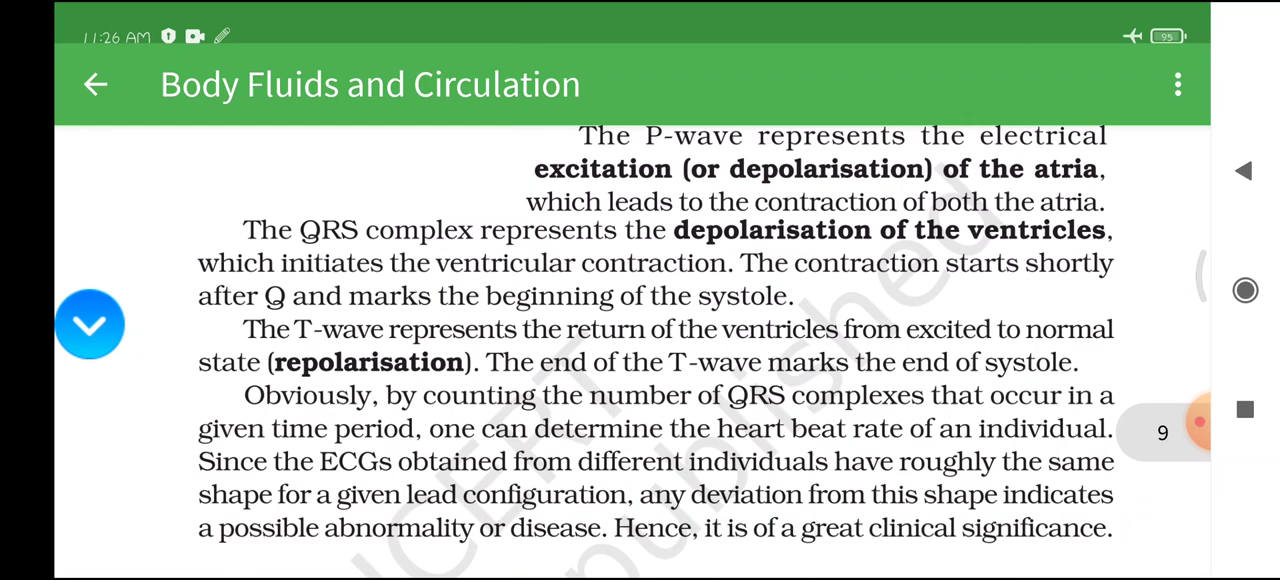 11:26 AM
95
Body Fluids and Circulation
The P-wave represents the electrical
excitation (or depolarisation) of the atria,
which leads to the contraction of both the atria.
The QRS complex represents the depolarisation of the ventricles,
which initiates the ventricular contraction. The contraction starts shortly
after Q and marks the beginning of the systole.
The T-wave represents the return of the ventricles from excited to normal
state (repolarisation). The end of the T-wave marks the end of systole.
Obviously, by counting the number of QRS complexes that occur in a
given time period, one can determine the heart beat rate of an individual.
Since the ECGs obtained from different individuals have roughly the same
shape for a given lead configuration, any deviation from this shape indicates
a possible abnormality or disease. Hence, it is of a great clinical significance.
9
NCERT
published